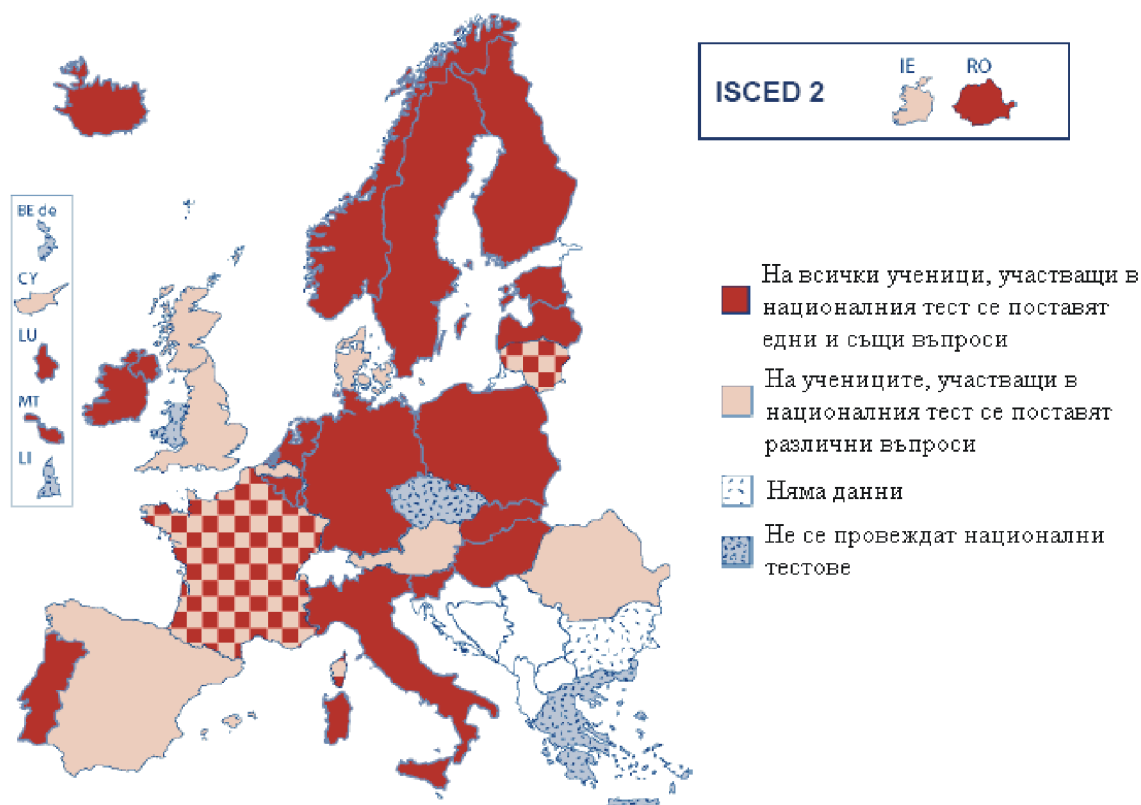 ISCED 2
IE
RO
BE de
CY
LU
MT
LI
На всички ученици, участващи в
националния тест се поставят
едни и същи въпроси
На учениците, участващи в
националния тест се поставят
различни въпроси
Няма данни
Не се провеждат национални
тестове